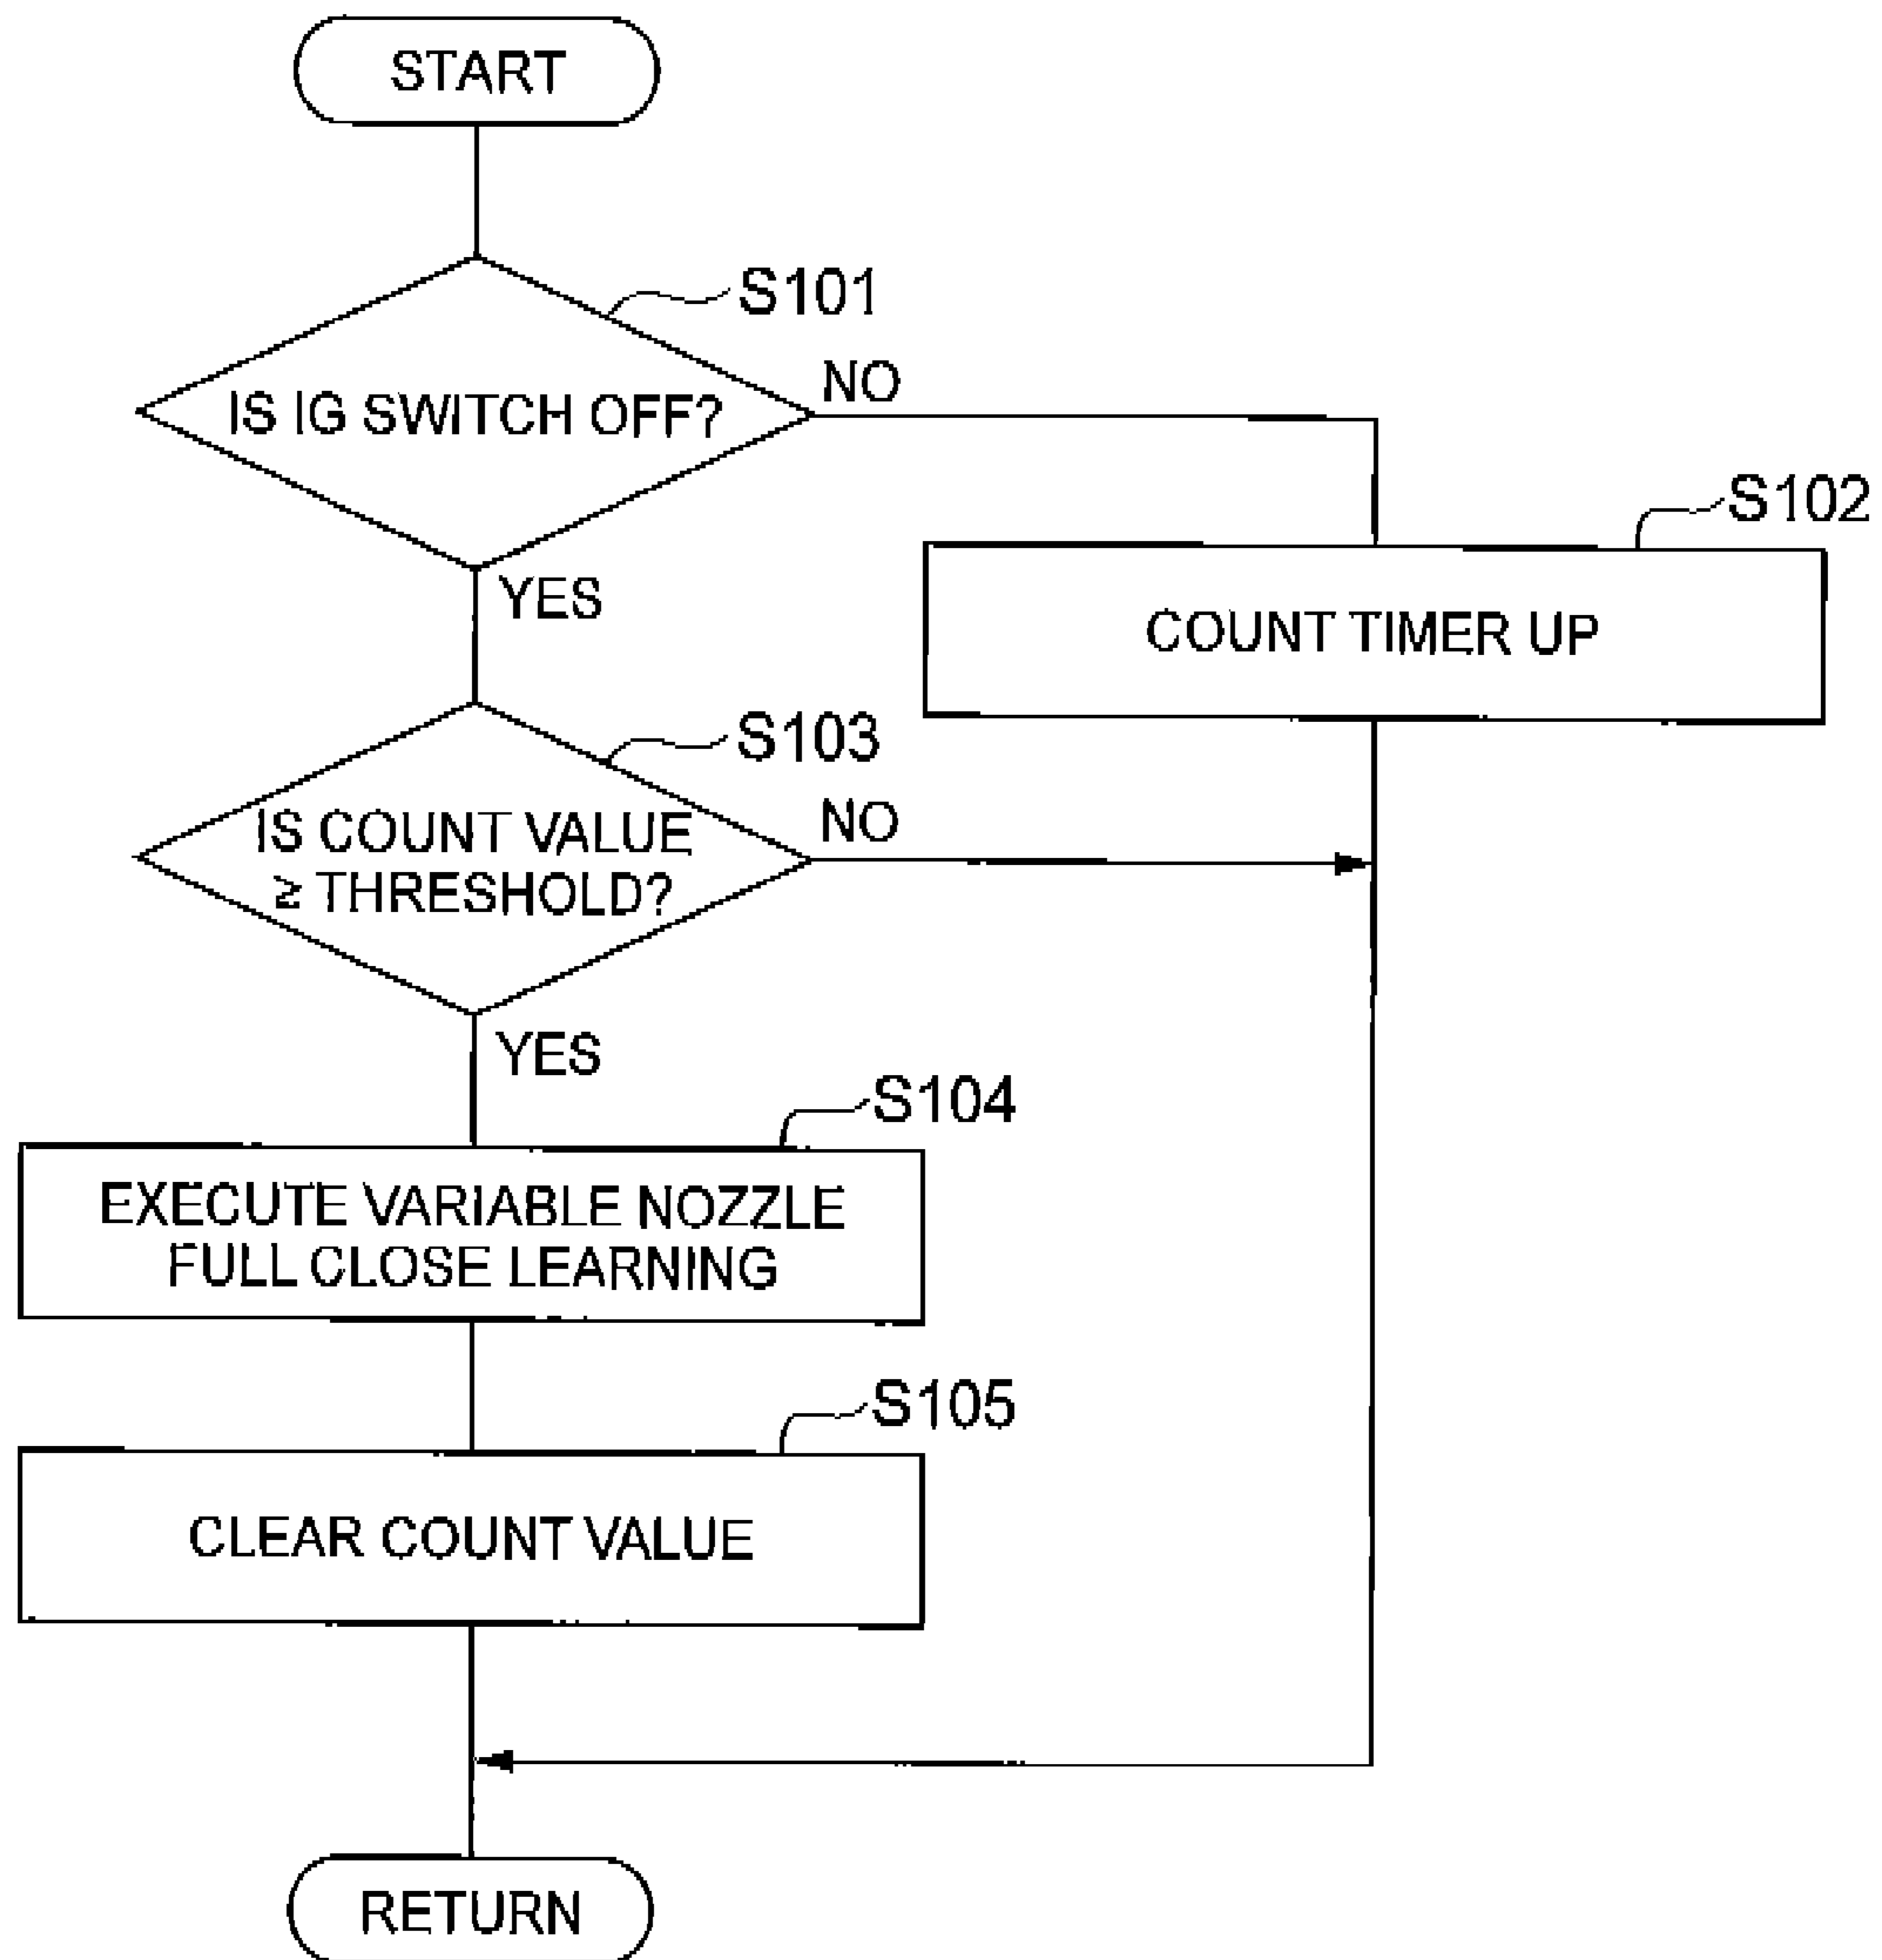 START
S101
IS IG SWITCH OFF?
NO
S102
YES
COUNT TIMER UP
S103
IS COUNT VALUE
≥ THRESHOLD?
NO
YES
S104
EXECUTE VARIABLE NOZZLE
FULL CLOSE LEARNING
S105
CLEAR COUNT VALUE
RETURN